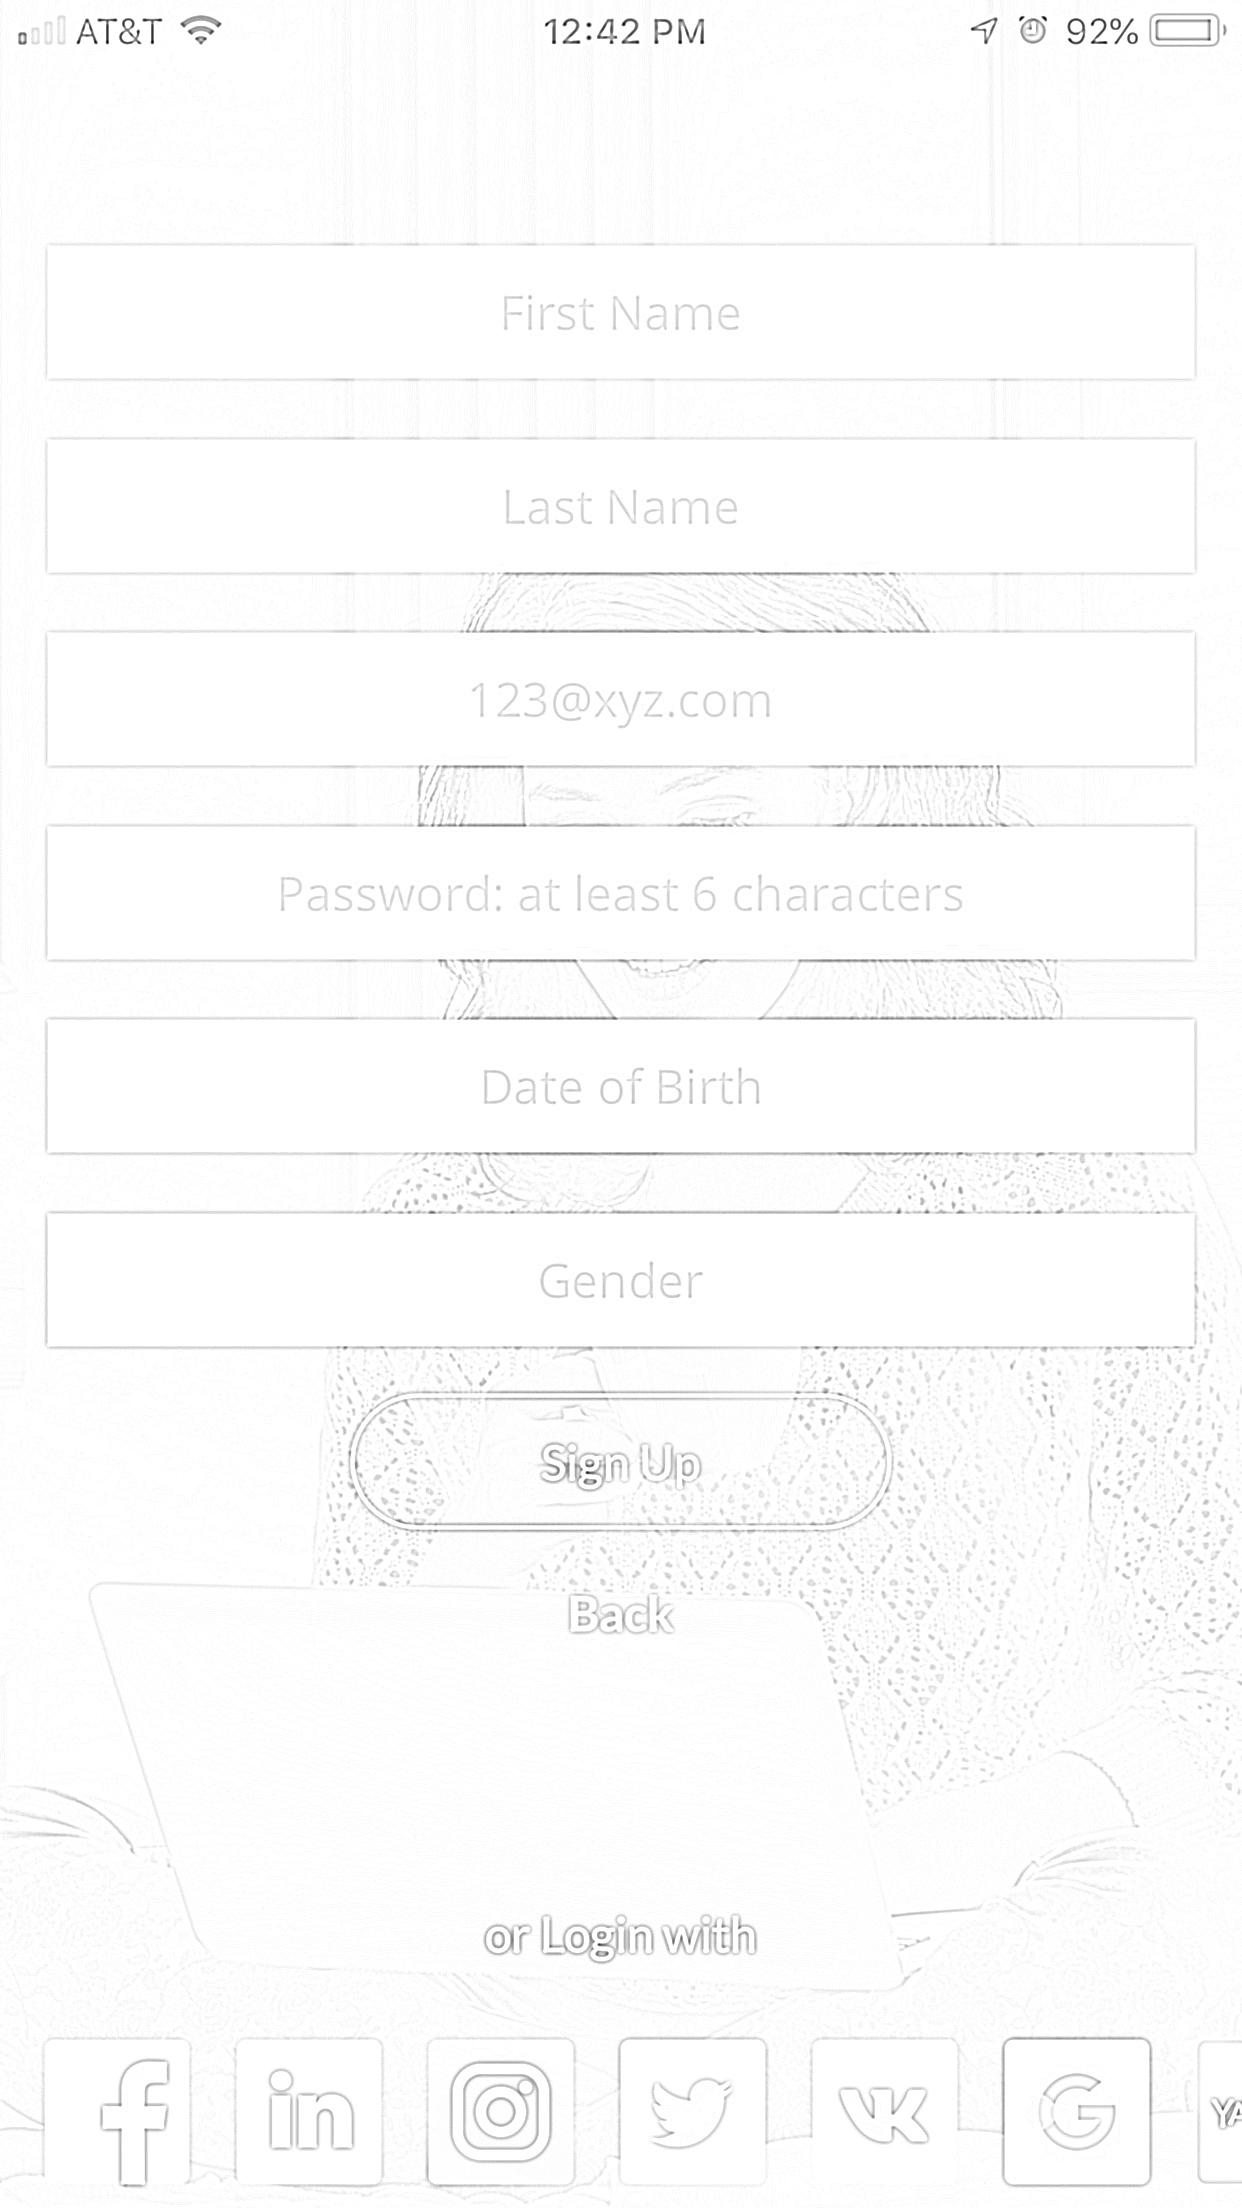 AT&T 12:42 PM 92%
First Name
Last Name
123@xyz.com
Password: at least 6 characters
Date of Birth
Gender
Sign Up
Back
or Login with
f in VK G YA